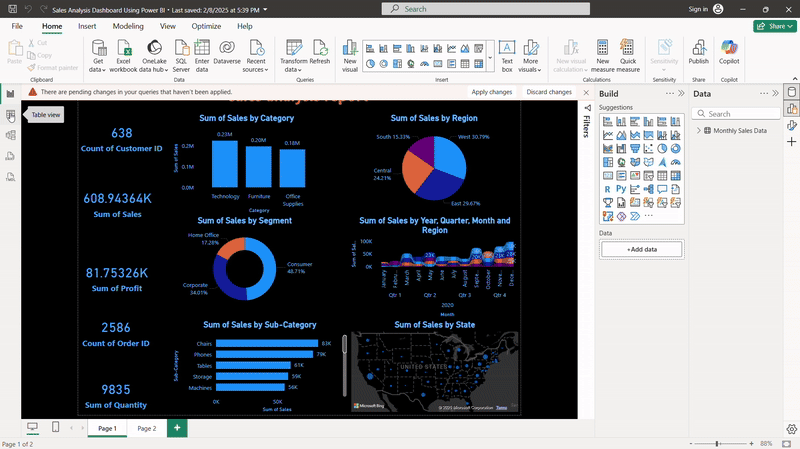 Sales Analysis Dashboard Using Power BI • Last saved: 2/8/2025 at 5:39 PM
Search
Sign in
File Home Insert Modeling View Optimize Help
Share
Paste
Cut
Copy
Format painter
Get data
Excel workbook
OneLake data hub
SQL Server
Enter data
Dataverse
Recent sources
Transform data
Refresh
New visual
Text box
More visuals
New visual calculation
New measure
Quick measure
Sensitivity
Publish
Copilot
Clipboard
Data
Queries
Insert
Calculations
Sensitivity
Share
Copilot
There are pending changes in your queries that haven't been applied.
Apply changes
Discard changes
Table view
638
Count of Customer ID
608.94364K
Sum of Sales
81.75326K
Sum of Profit
2586
Count of Order ID
9835
Sum of Quantity
Sum of Sales by Category
Sum of Sales
0.2M
0.1M
0.0M
0.23M
0.20M
0.18M
Technology
Furniture
Office Supplies
Category
Sum of Sales by Region
South 15.33%
West 30.79%
Central 24.21%
East 29.67%
Sum of Sales by Segment
Home Office 17.28%
Consumer 48.71%
Corporate 34.01%
Sum of Sales by Year, Quarter, Month and Region
Sum of Sal...
100K
50K
0K
January
Febru...
March
April
May
June
July
August
Septe...
October
Nove...
Dece...
Qtr 1
Qtr 2
Qtr 3
Qtr 4
2020
Month
Sum of Sales by Sub-Category
Sub-Category
Chairs
83K
Phones
79K
Tables
61K
Storage
59K
Machines
56K
0K
50K
Sum of Sales
Sum of Sales by State
UNITED STATES
Microsoft Bing
Terms
Filters
Build
Suggestions
Data
+Add data
Data
Search
Monthly Sales Data
Page 1
Page 2
Page 1 of 2
88%